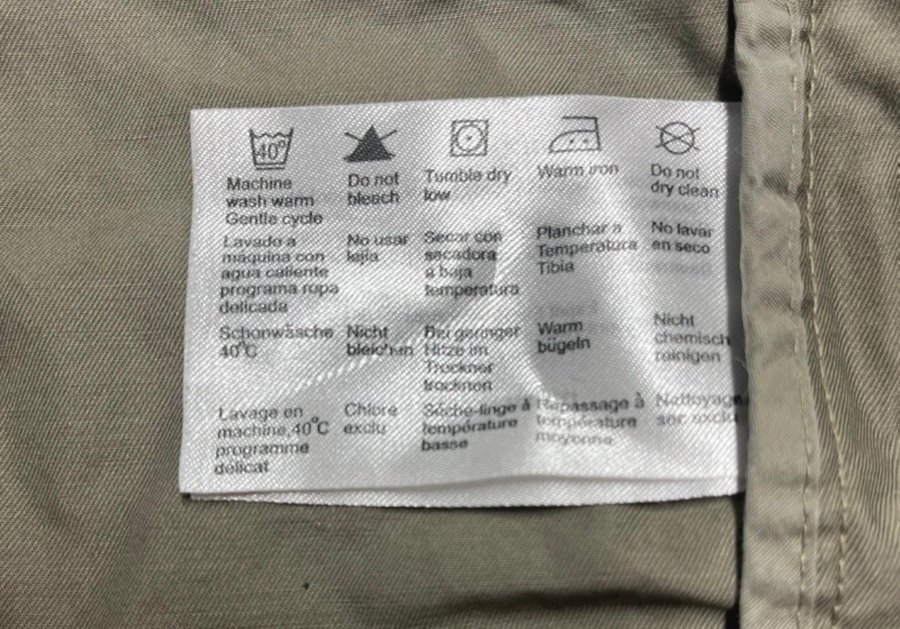 40°
Machine
wash warm
Gentle cycle
Do not
bleach
Tumble dry
low
Warm iron
Do not
dry clean
Lavado a
maquina con
agua caliente
programa ropa
delicada
No usar
lejia
Secar con
secadora
a baja
temperatura
Planchar a
Temperatura
Tibia
No lavar
en seco
Schonwäsche
40°C
Nicht
bleichen
Bei geringer
Hitze im
Trockner
trocknen
Warm
bügeln
Nicht
chemisch
reinigen
Lavage en
machine,40°C
programme
délicat
Chlore
exclu
Sèche-linge à
température
basse
Repassage à
température
moyenne
Nettoyage
sec exclu